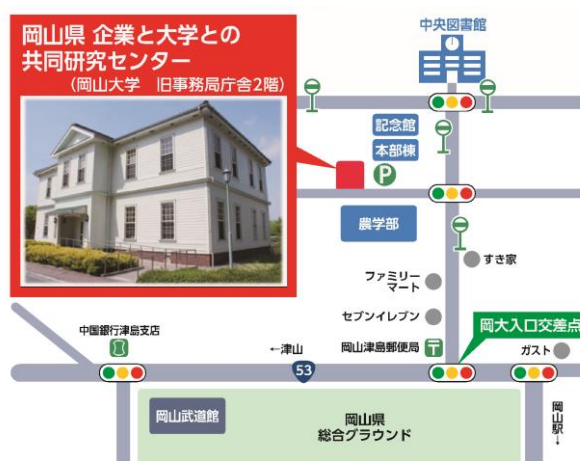 岡山県 企業と大学との
共同研究センター
（岡山大学　旧事務局庁舎2階）
中央図書館
記念館
本部棟
P
農学部
すき家
ファミリー
マート
セブンイレブン
岡大入口交差点
中国銀行津島支店
←津山
53
岡山津島郵便局
〒
ガスト
岡山武道館
岡山県
総合グラウンド
岡山駅→